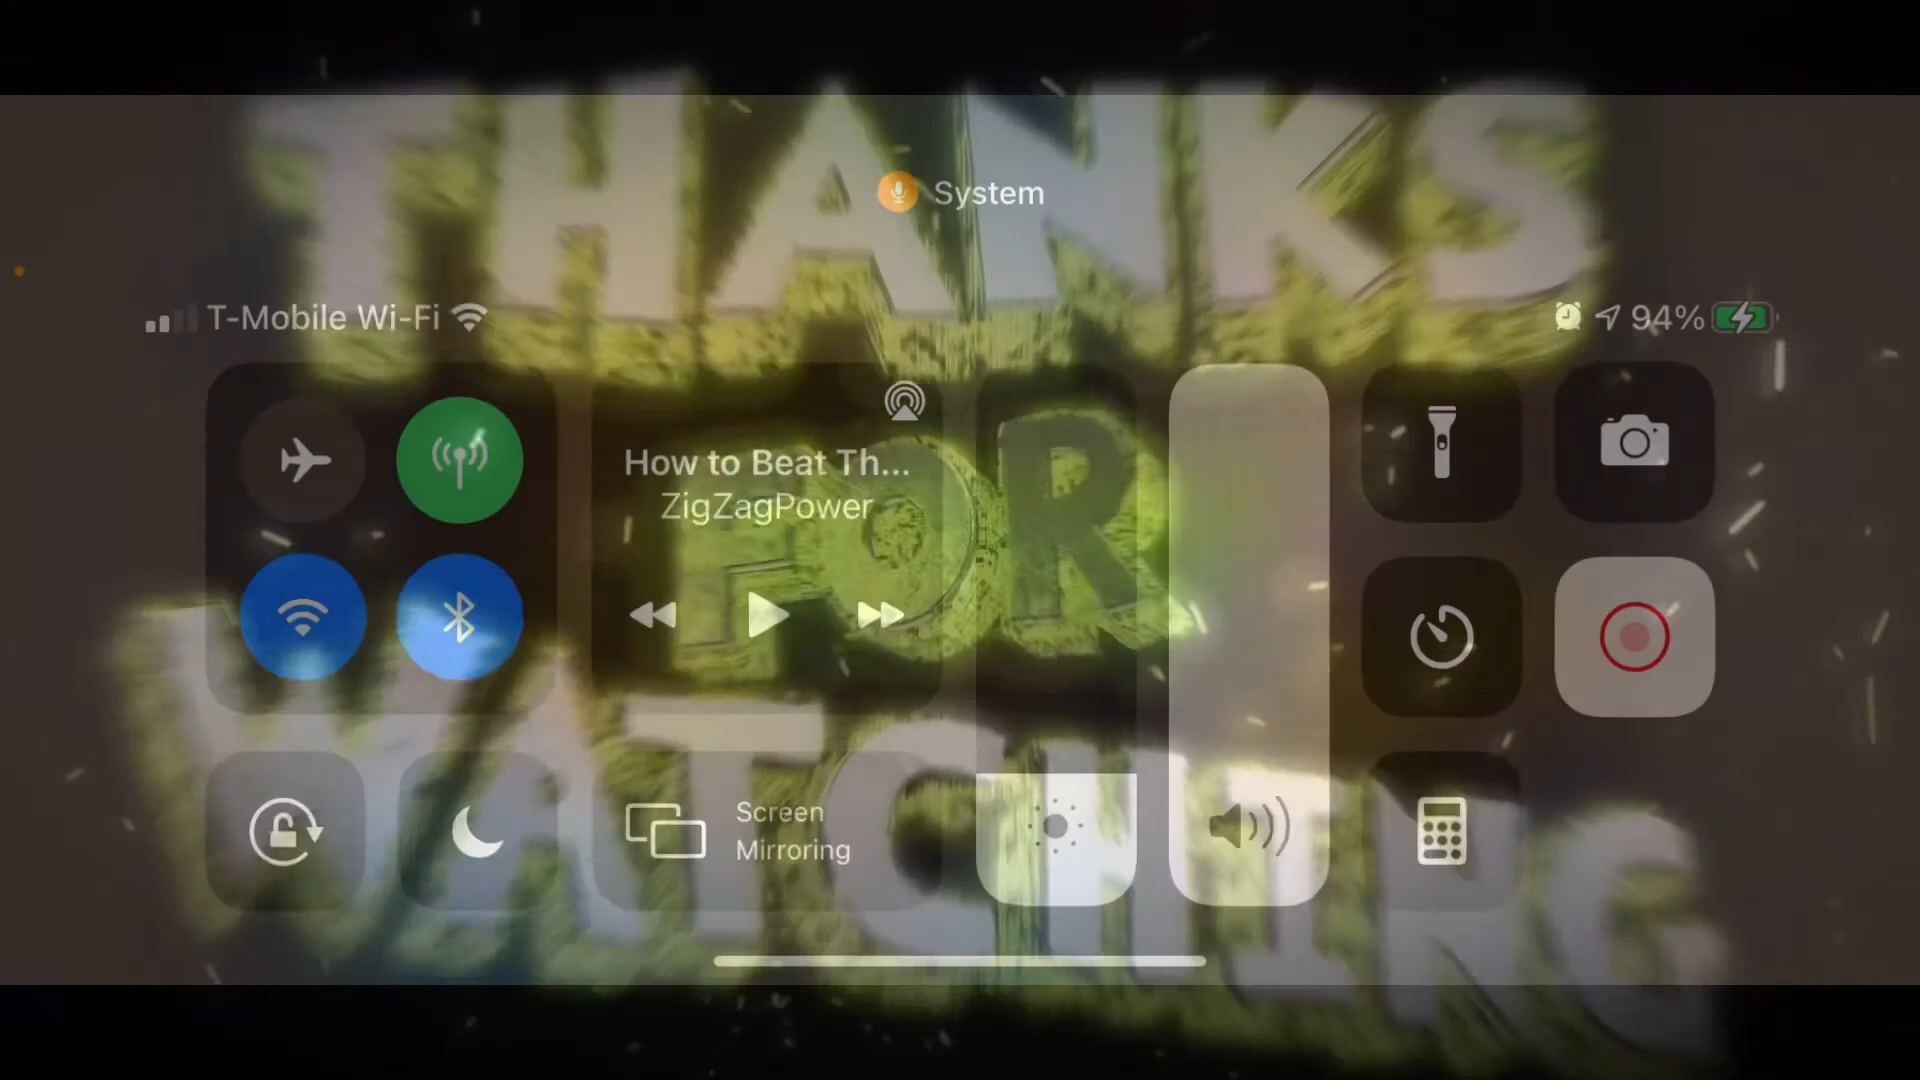 THANKS
System
T-Mobile Wi-Fi
94%
How to Beat Th...
ZigZagPower
FOR
Screen
Mirroring
WATCHING